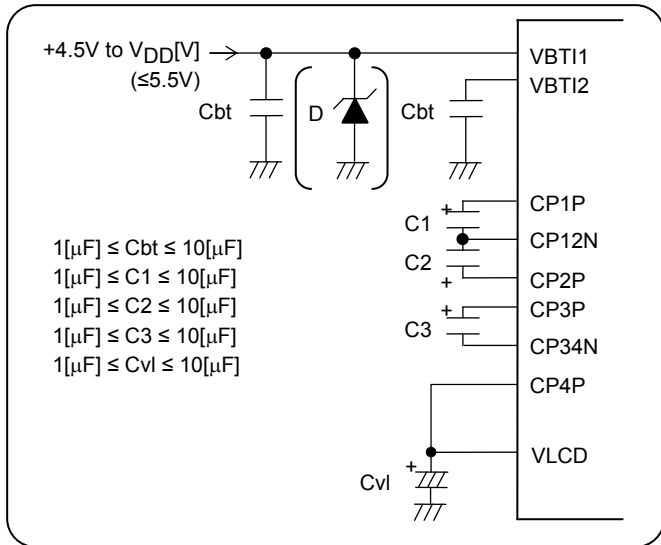 +4.5V to VDD[V]
(≤5.5V)
Cbt
D
Cbt
VBTI1
VBTI2
+
C1
C2
+
+
C3
CP1P
CP12N
CP2P
CP3P
CP34N
CP4P
VLCD
1[μF] ≤ Cbt ≤ 10[μF]
1[μF] ≤ C1 ≤ 10[μF]
1[μF] ≤ C2 ≤ 10[μF]
1[μF] ≤ C3 ≤ 10[μF]
1[μF] ≤ Cvl ≤ 10[μF]
+
Cvl